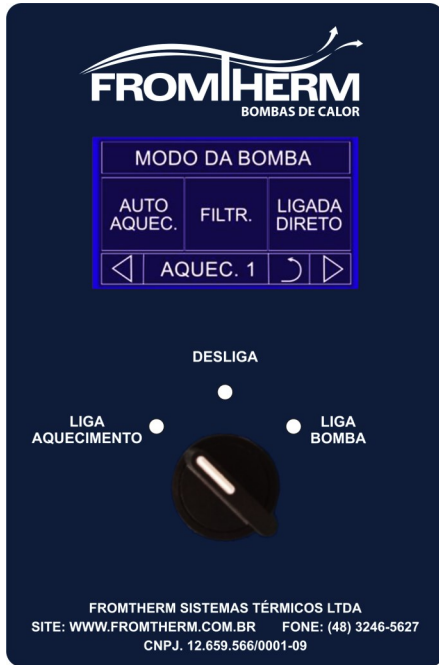 FROMTHERM
BOMBAS DE CALOR
MODO DA BOMBA
AUTO AQUEC.
FILTR.
LIGADA DIRETO
AQUEC. 1
DESLIGA
LIGA AQUECIMENTO
LIGA BOMBA
FROMTHERM SISTEMAS TÉRMICOS LTDA
SITE: WWW.FROMTHERM.COM.BR FONE: (48) 3246-5627
CNPJ. 12.659.566/0001-09